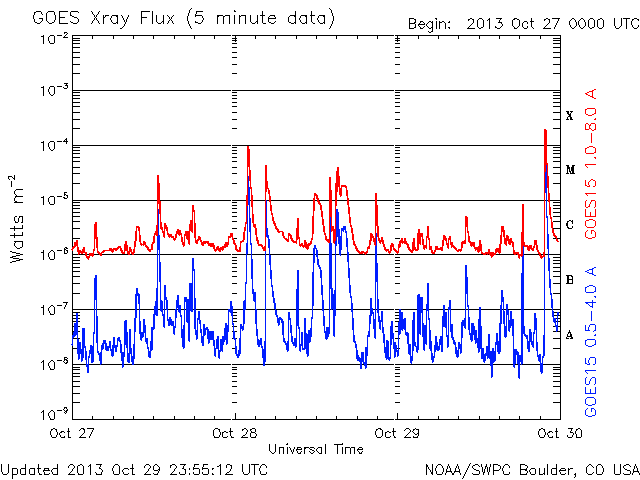 GOES Xray Flux (5 minute data)
Begin: 2013 Oct 27 0000 UTC
10-2
10-3
10-4
10-5
10-6
10-7
10-8
10-9
Watts m-2
X
M
C
B
A
GOES15 1.0-8.0 A
GOES15 0.5-4.0 A
Oct 27
Oct 28
Oct 29
Oct 30
Universal Time
Updated 2013 Oct 29 23:55:12 UTC
NOAA/SWPC Boulder, CO USA